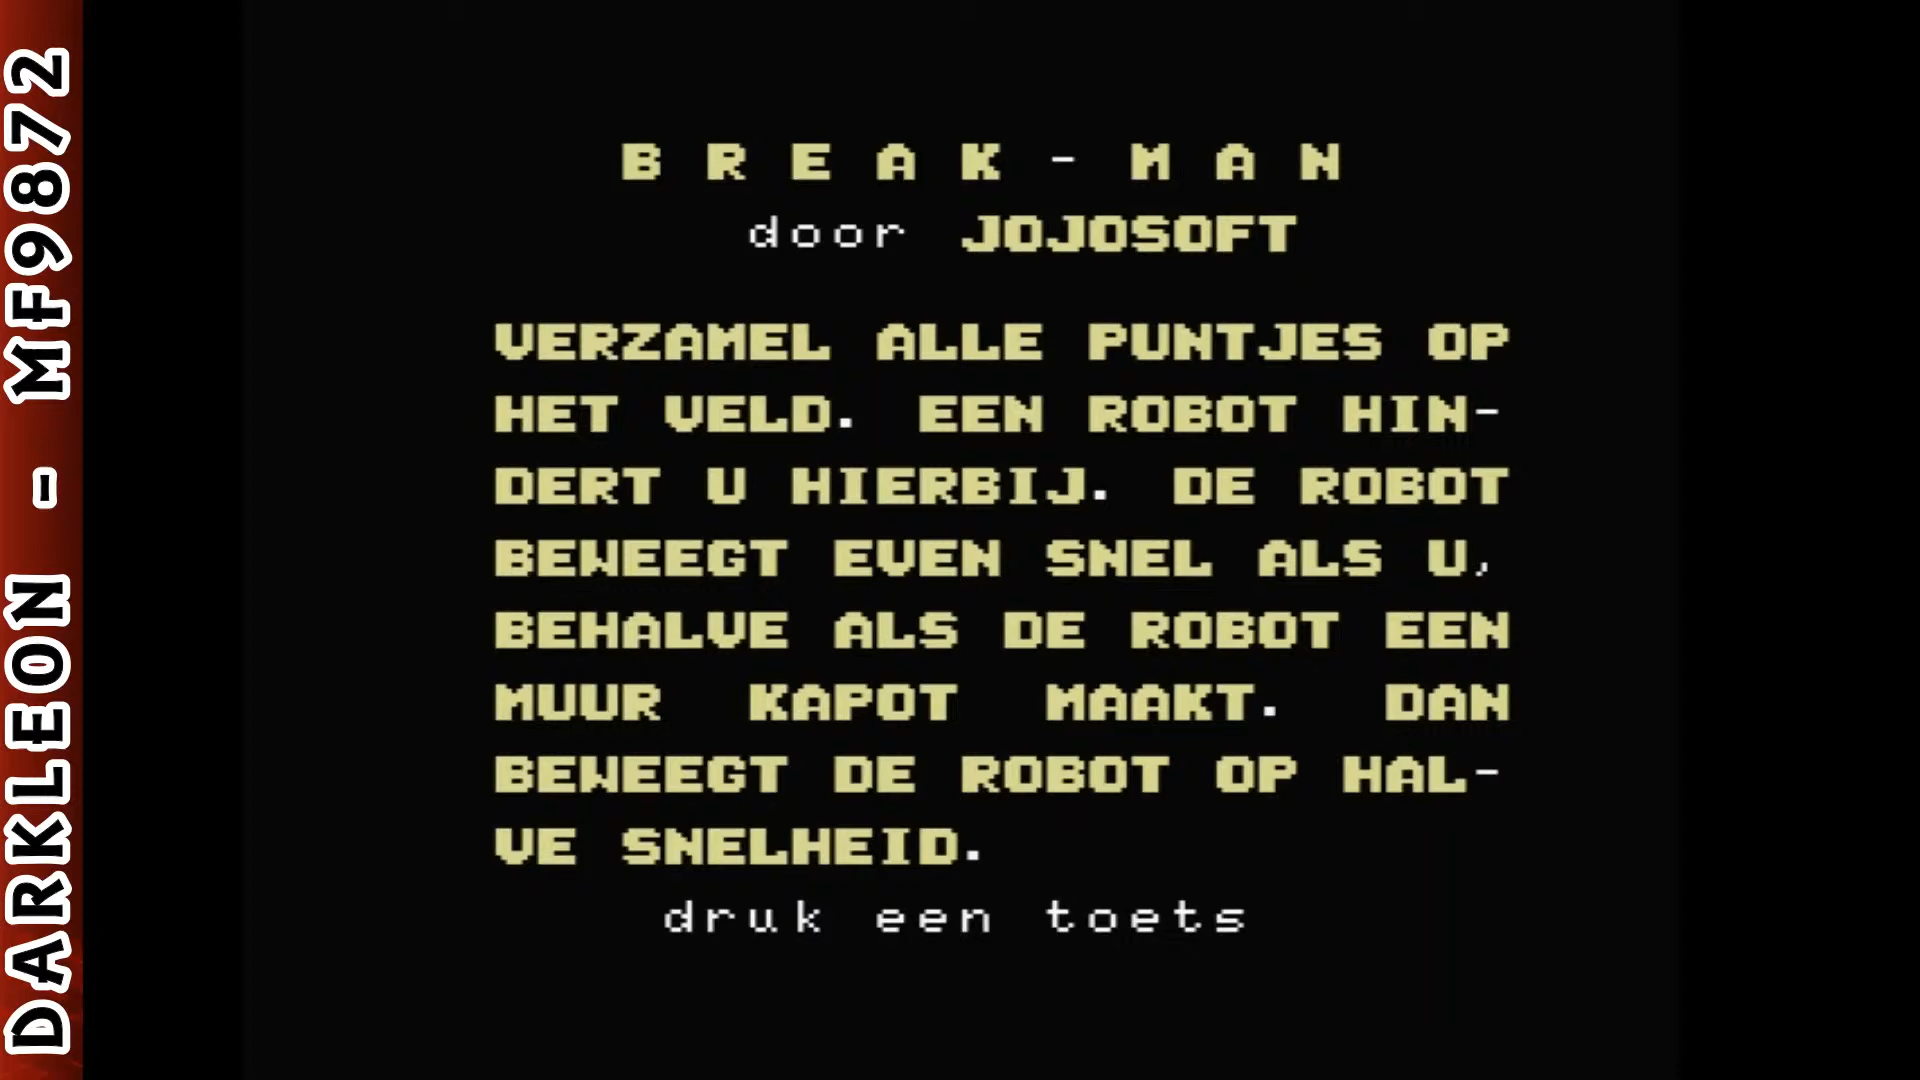 DARKLEON - MF9872
BREAK-MAN
door JOJOSOFT
VERZAMEL ALLE PUNTJES OP
HET VELD. EEN ROBOT HIN-
DERT U HIERBIJ. DE ROBOT
BEWEEGT EVEN SNEL ALS U,
BEHALVE ALS DE ROBOT EEN
MUUR KAPOT MAAKT. DAN
BEWEEGT DE ROBOT OP HAL-
VE SNELHEID.
druk een toets